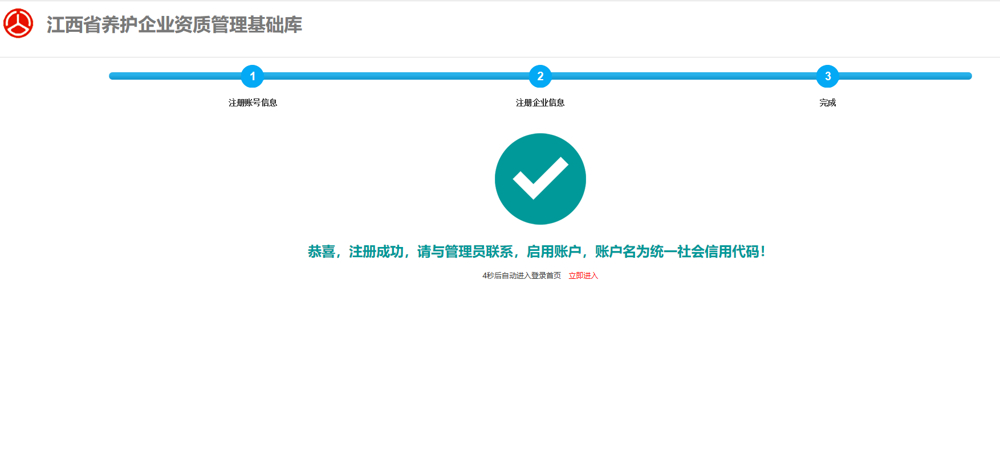 江西省养护企业资质管理基础库
1
2
3
注册账号信息
注册企业信息
完成
恭喜，注册成功，请与管理员联系，启用账户，账户名为统一社会信用代码！
4秒后自动进入登录首页 立即进入